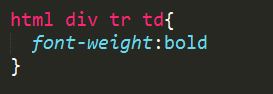 html div tr td{
font-weight:bold
}